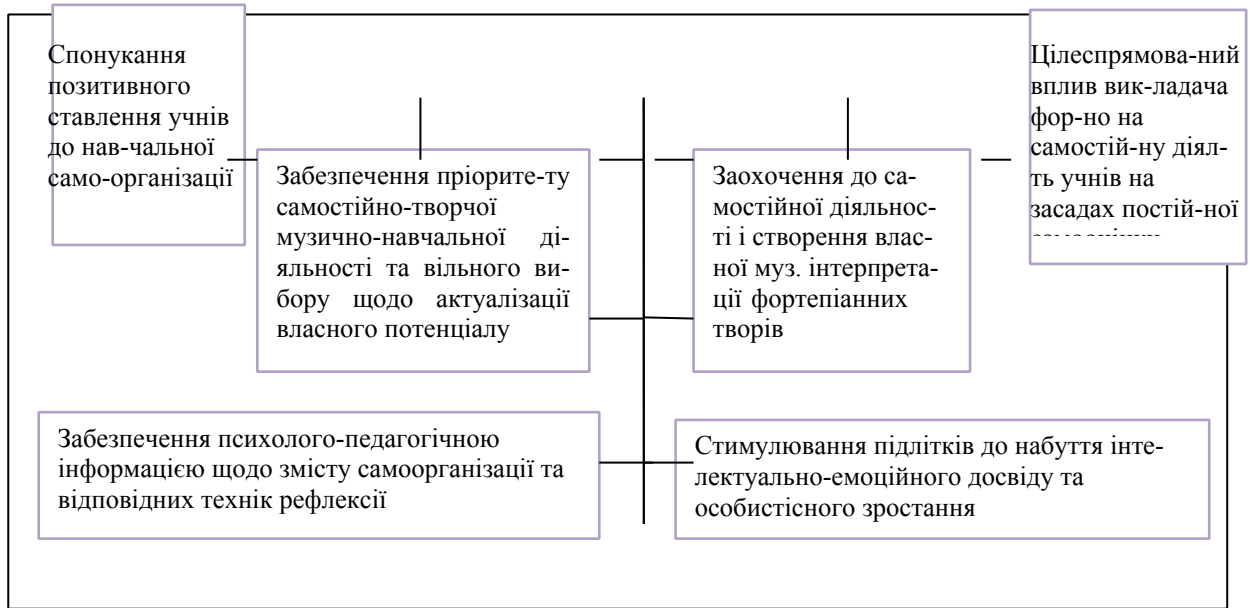 Спонукання
позитивного
ставлення учнів
до нав-чальної
само-організації
Цілеспрямова-ний
вплив вик-ладача
фор-но на
самостій-ну діял-
ть учнів на
засадах постій-ної
Забезпечення пріорите-ту
самостійно-творчої
музично-навчальної ді-
яльності та вільного ви-
бору щодо актуалізації
власного потенціалу
Заохочення до са-
мостійної діяльнос-
ті і створення влас-
ної муз. інтерпрета-
ції фортепіанних
творів
Забезпечення психолого-педагогічною
інформацією щодо змісту самоорганізації та
відповідних технік рефлексії
Стимулювання підлітків до набуття інте-
лектуально-емоційного досвіду та
особистісного зростання